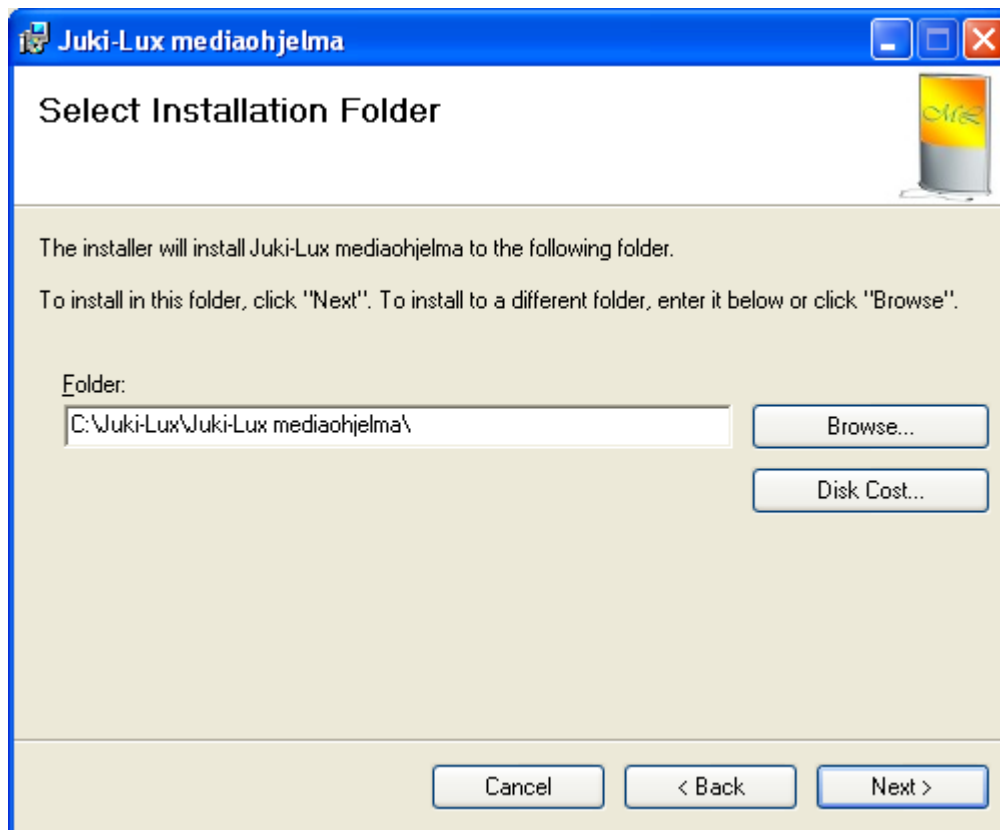 Juki-Lux mediaohjelma
Select Installation Folder
ML
The installer will install Juki-Lux mediaohjelma to the following folder.
To install in this folder, click "Next". To install to a different folder, enter it below or click "Browse".
Folder:
C:\Juki-Lux\Juki-Lux mediaohjelma\
Browse...
Disk Cost...
Cancel
< Back
Next >